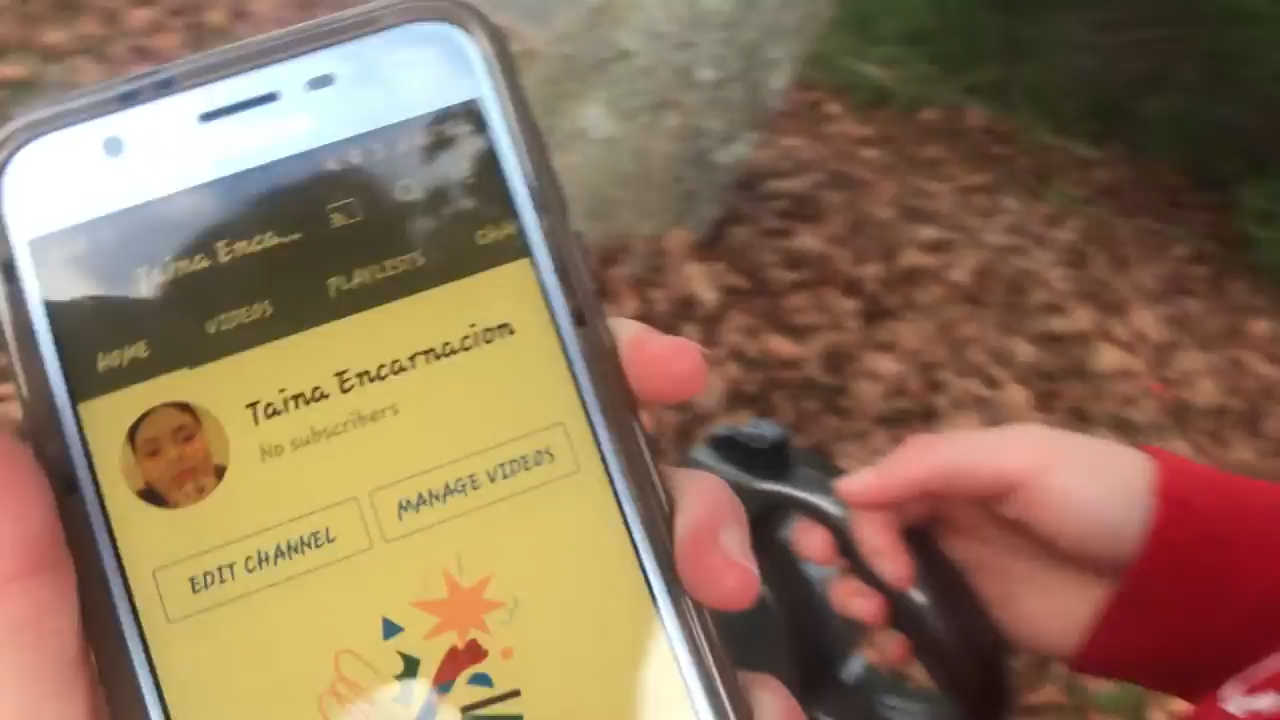 Taina Enca...
HOME VIDEOS PLAYLISTS
Taina Encarnacion
No subscribers
EDIT CHANNEL MANAGE VIDEOS